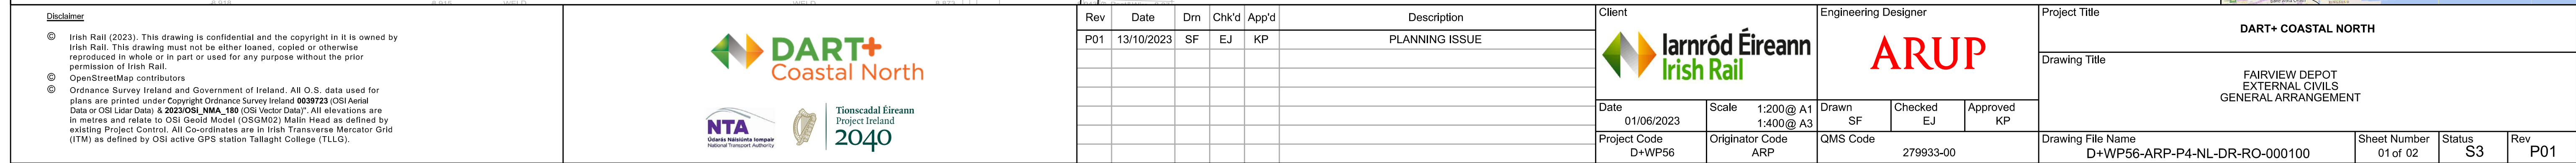 Disclaimer
© Irish Rail (2023). This drawing is confidential and the copyright in it is owned by
Irish Rail. This drawing must not be either loaned, copied or otherwise
reproduced in whole or in part or used for any purpose without the prior
permission of Irish Rail.
© OpenStreetMap contributors
© Ordnance Survey Ireland and Government of Ireland. All O.S. data used for
plans are printed under Copyright Ordnance Survey Ireland 0039723 (OSI Aerial
Data or OSI Lidar Data) & 2023/OSi_NMA_180 (OSi Vector Data)". All elevations are
in metres and relate to OSi Geoid Model (OSGM02) Malin Head as defined by
existing Project Control. All Co-ordinates are in Irish Transverse Mercator Grid
(ITM) as defined by OSi active GPS station Tallaght College (TLLG).
DART+
Coastal North
NTA
Údarás Náisiúnta Iompair
National Transport Authority
Tionscadal Éireann
Project Ireland
2040
Rev Date Drn Chk'd App'd Description
P01 13/10/2023 SF EJ KP PLANNING ISSUE
Client
Iarnród Éireann
Irish Rail
Engineering Designer
ARUP
Date
01/06/2023
Scale 1:200@ A1
1:400@ A3
Drawn
SF
Checked
EJ
Approved
KP
Project Code
D+WP56
Originator Code
ARP
QMS Code
279933-00
Project Title
DART+ COASTAL NORTH
Drawing Title
FAIRVIEW DEPOT
EXTERNAL CIVILS
GENERAL ARRANGEMENT
Drawing File Name
D+WP56-ARP-P4-NL-DR-RO-000100
Sheet Number
01 of 02
Status
S3
Rev
P01